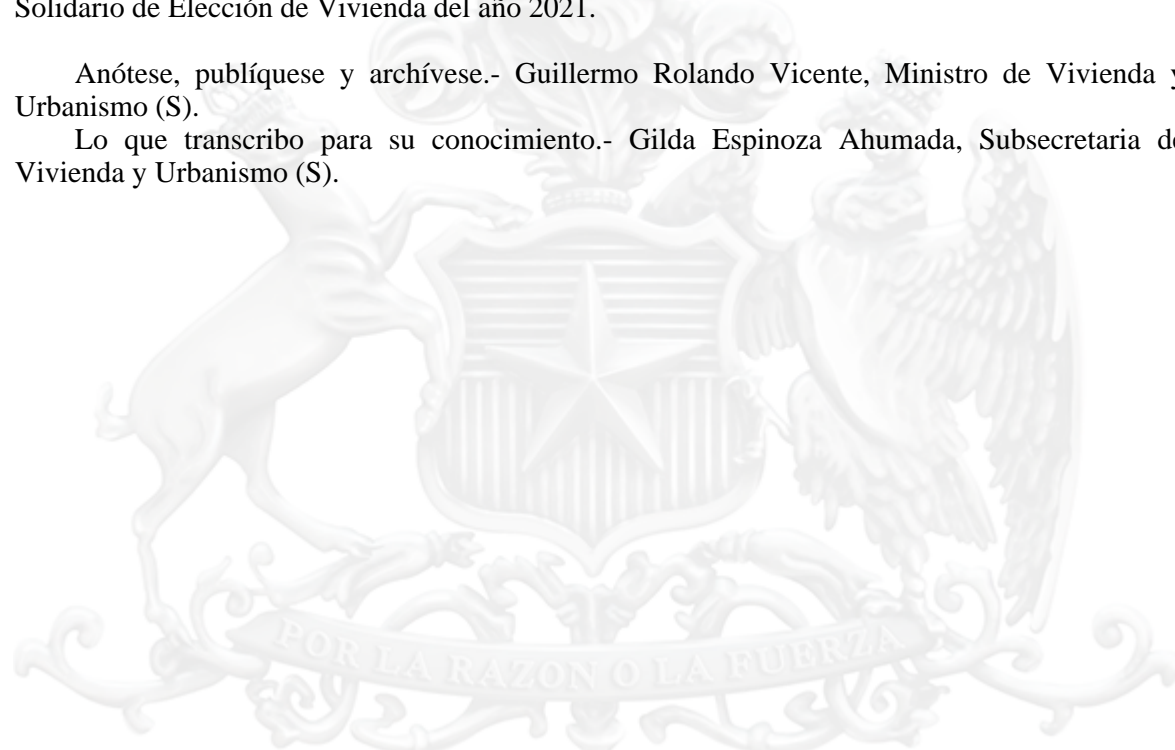 Solidario de Elección de Vivienda del año 2021.
Anótese, publíquese y archívese.- Guillermo Rolando Vicente, Ministro de Vivienda y
Urbanismo (S).
Lo que transcribo para su conocimiento.- Gilda Espinoza Ahumada, Subsecretaria de
Vivienda y Urbanismo (S).
POR LA RAZON O LA FUERZA